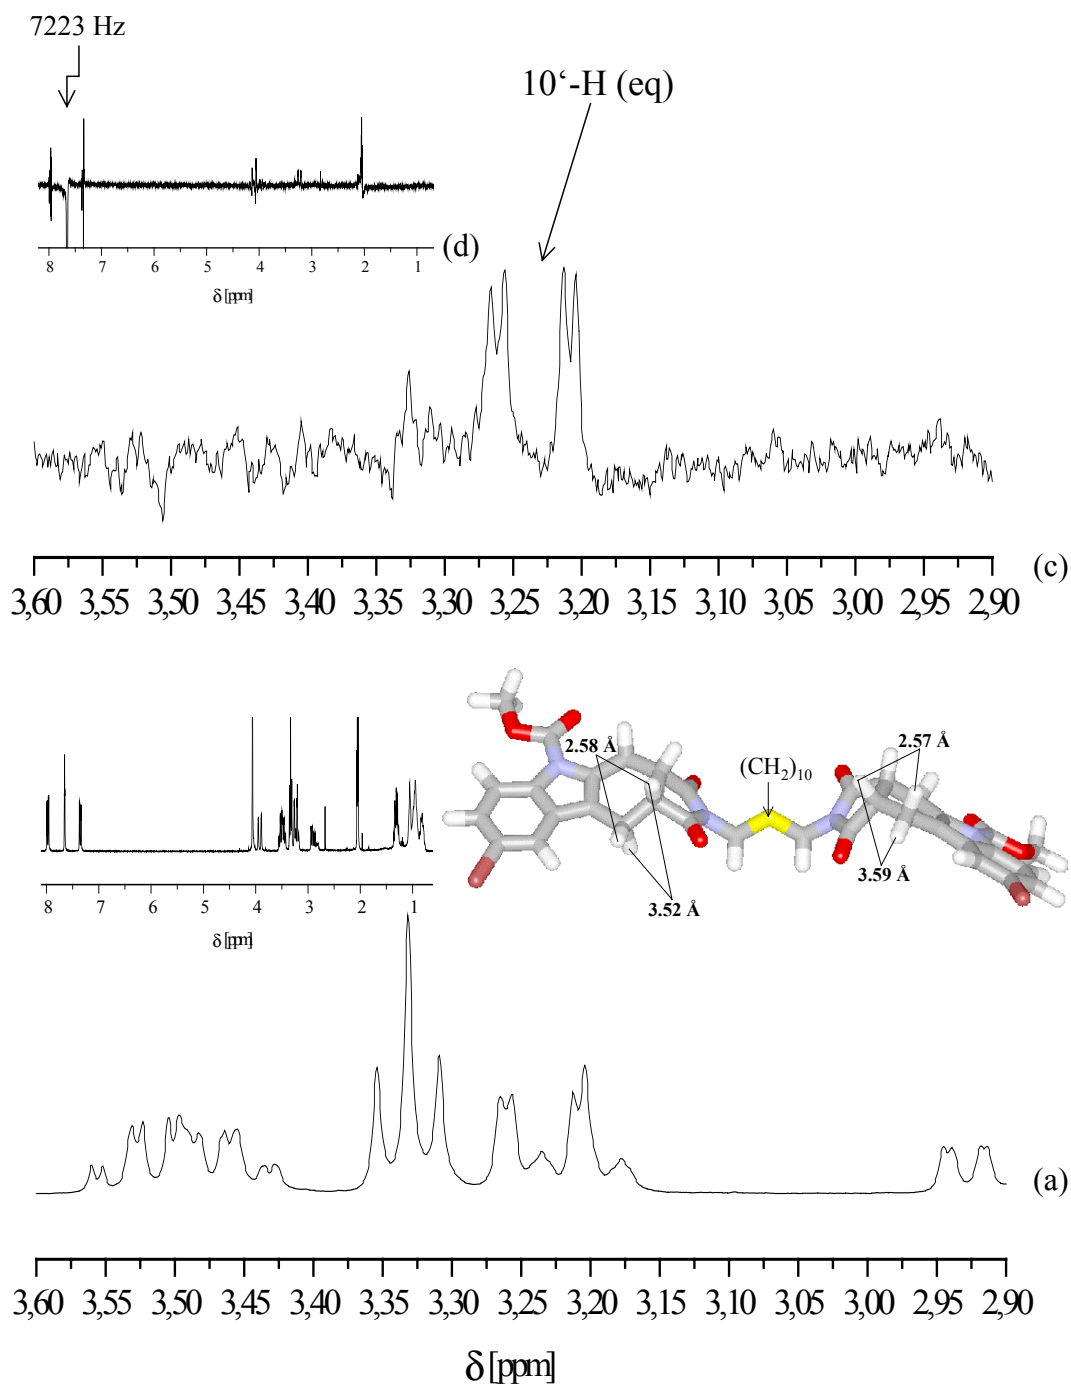 7223 Hz
10‘-H (eq)
8 7 6 5 4 3 2 1
(d)
δ [ppm]
3,60 3,55 3,50 3,45 3,40 3,35 3,30 3,25 3,20 3,15 3,10 3,05 3,00 2,95 2,90
(c)
2.58 Å
(CH2)10
2.57 Å
3.52 Å
3.59 Å
8 7 6 5 4 3 2 1
δ [ppm]
(a)
3,60 3,55 3,50 3,45 3,40 3,35 3,30 3,25 3,20 3,15 3,10 3,05 3,00 2,95 2,90
δ [ppm]